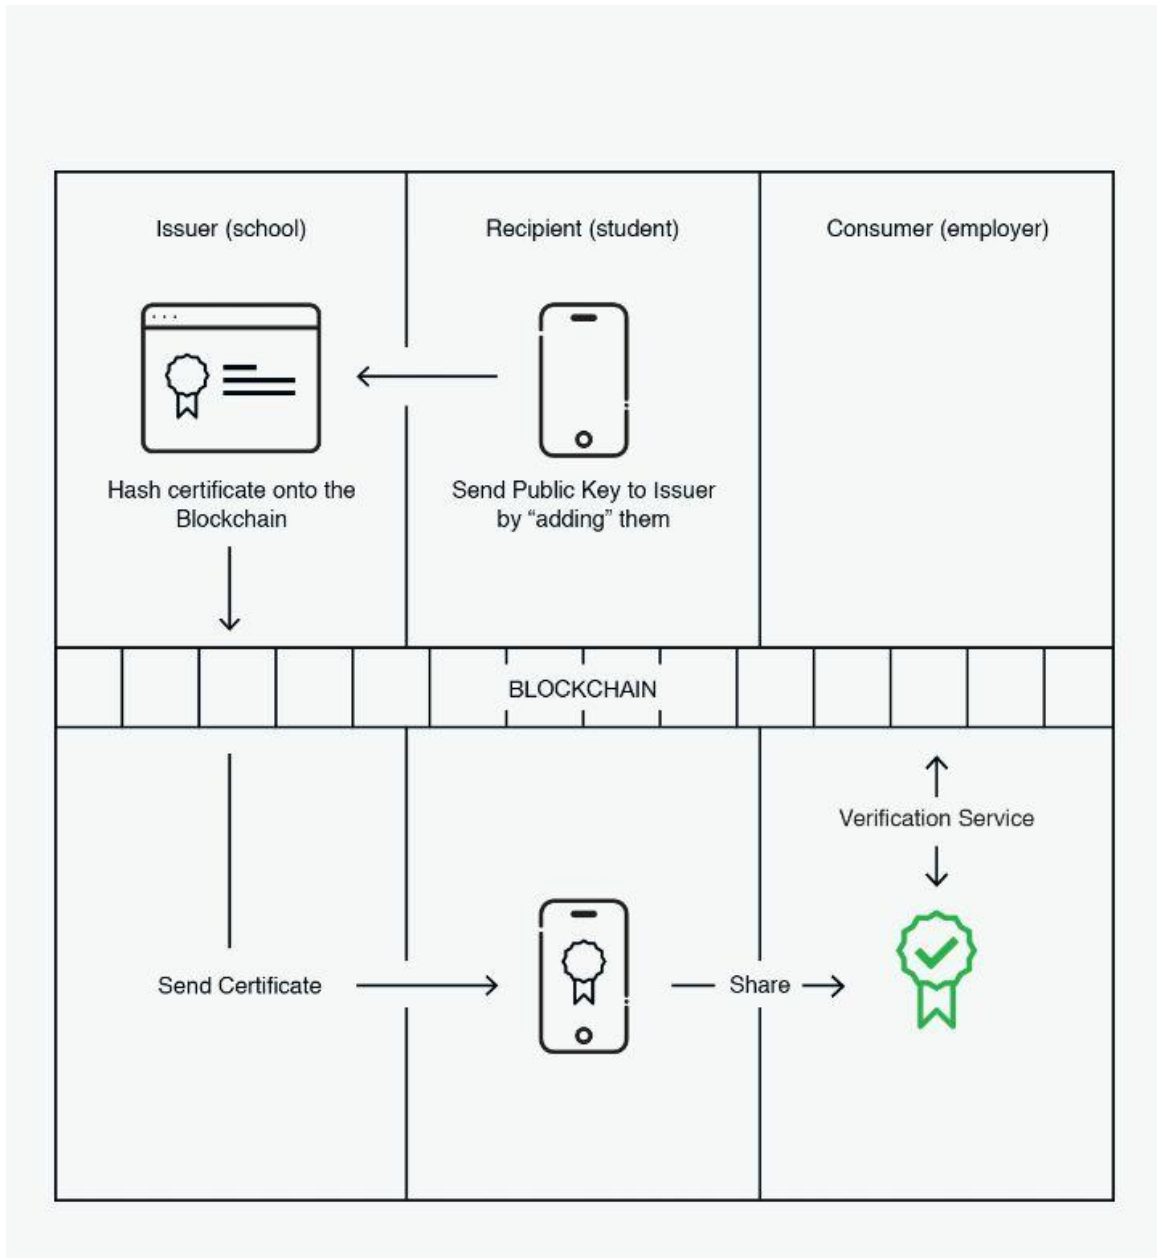 Issuer (school)
Recipient (student)
Consumer (employer)
Hash certificate onto the
Blockchain
Send Public Key to Issuer
by “adding” them
BLOCKCHAIN
Verification Service
Send Certificate
Share